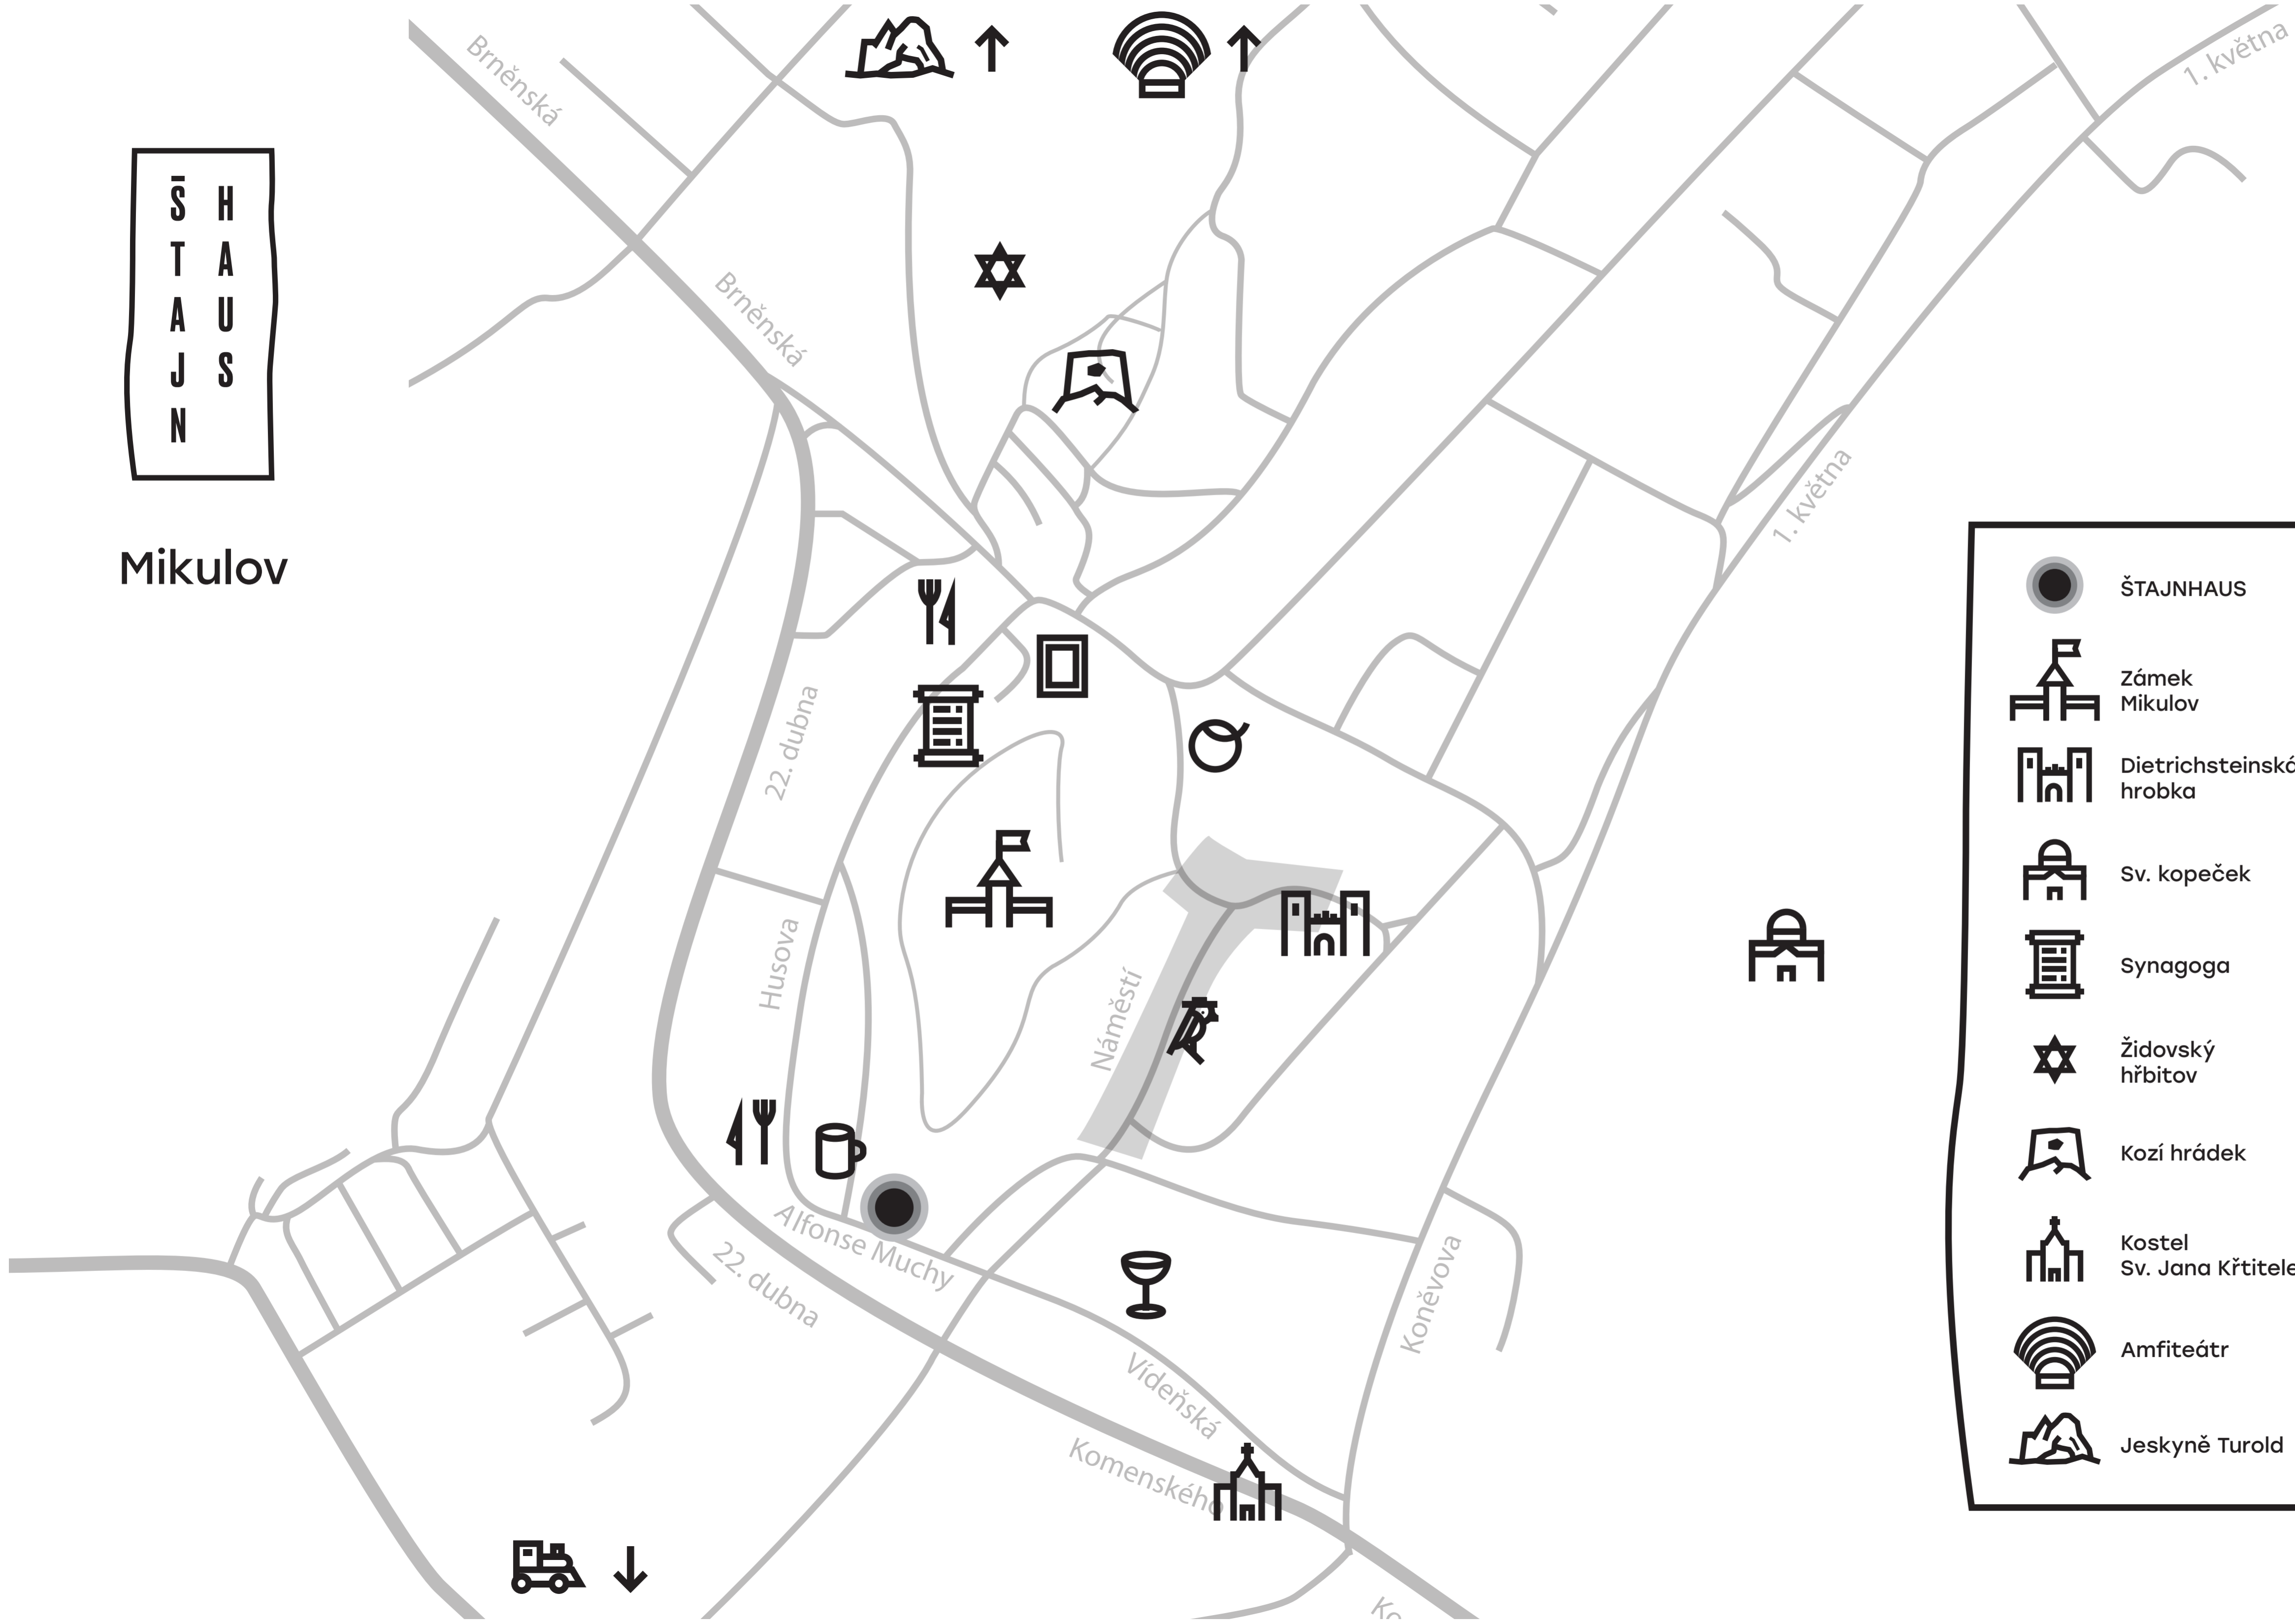 ŠTAJN
HAUS
Mikulov
Brněnská
1. května
Brněnská
1. května
22. dubna
Husova
Náměstí
Alfonse Muchy
22. dubna
Koněvova
Vídeňská
Komenského
ŠTAJNHAUS
Zámek
Mikulov
Dietrichsteinská
hrobka
Sv. kopeček
Synagoga
Židovský
hřbitov
Kozí hrádek
Kostel
Sv. Jana Křtitele
Amfiteátr
Jeskyně Turold